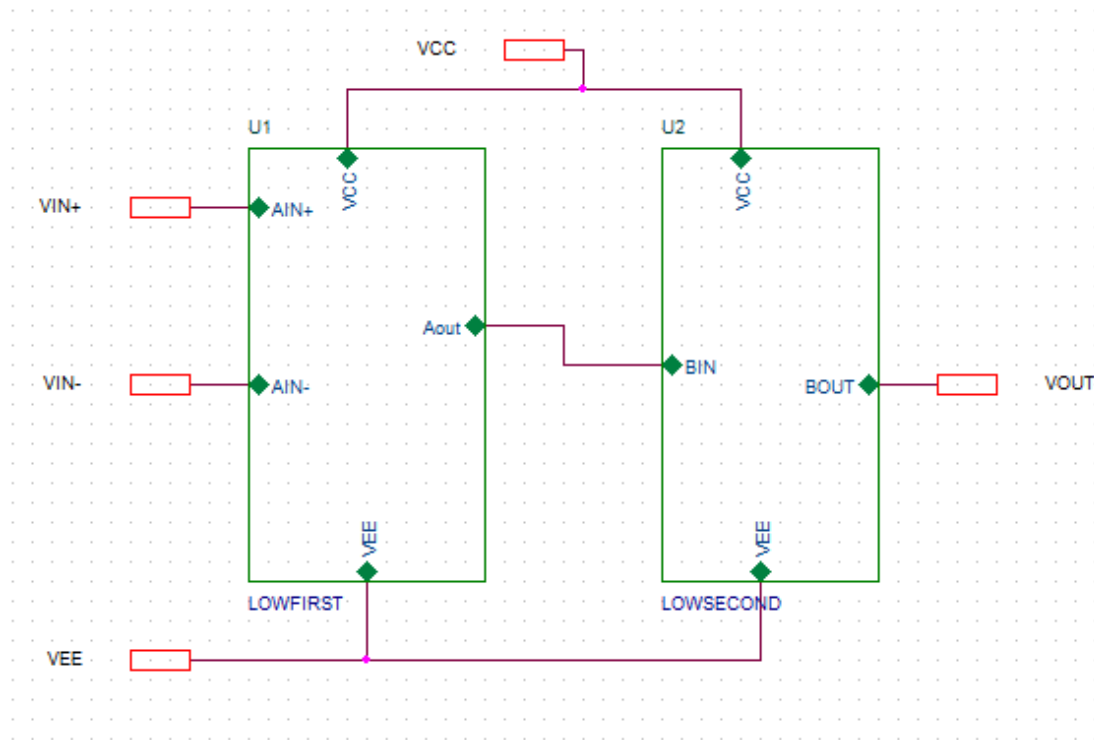 VCC
U1
U2
VCC
VCC
VIN+
AIN+
Aout
BIN
VIN-
AIN-
BOUT
VOUT
VEE
VEE
LOWFIRST
LOWSECOND
VEE